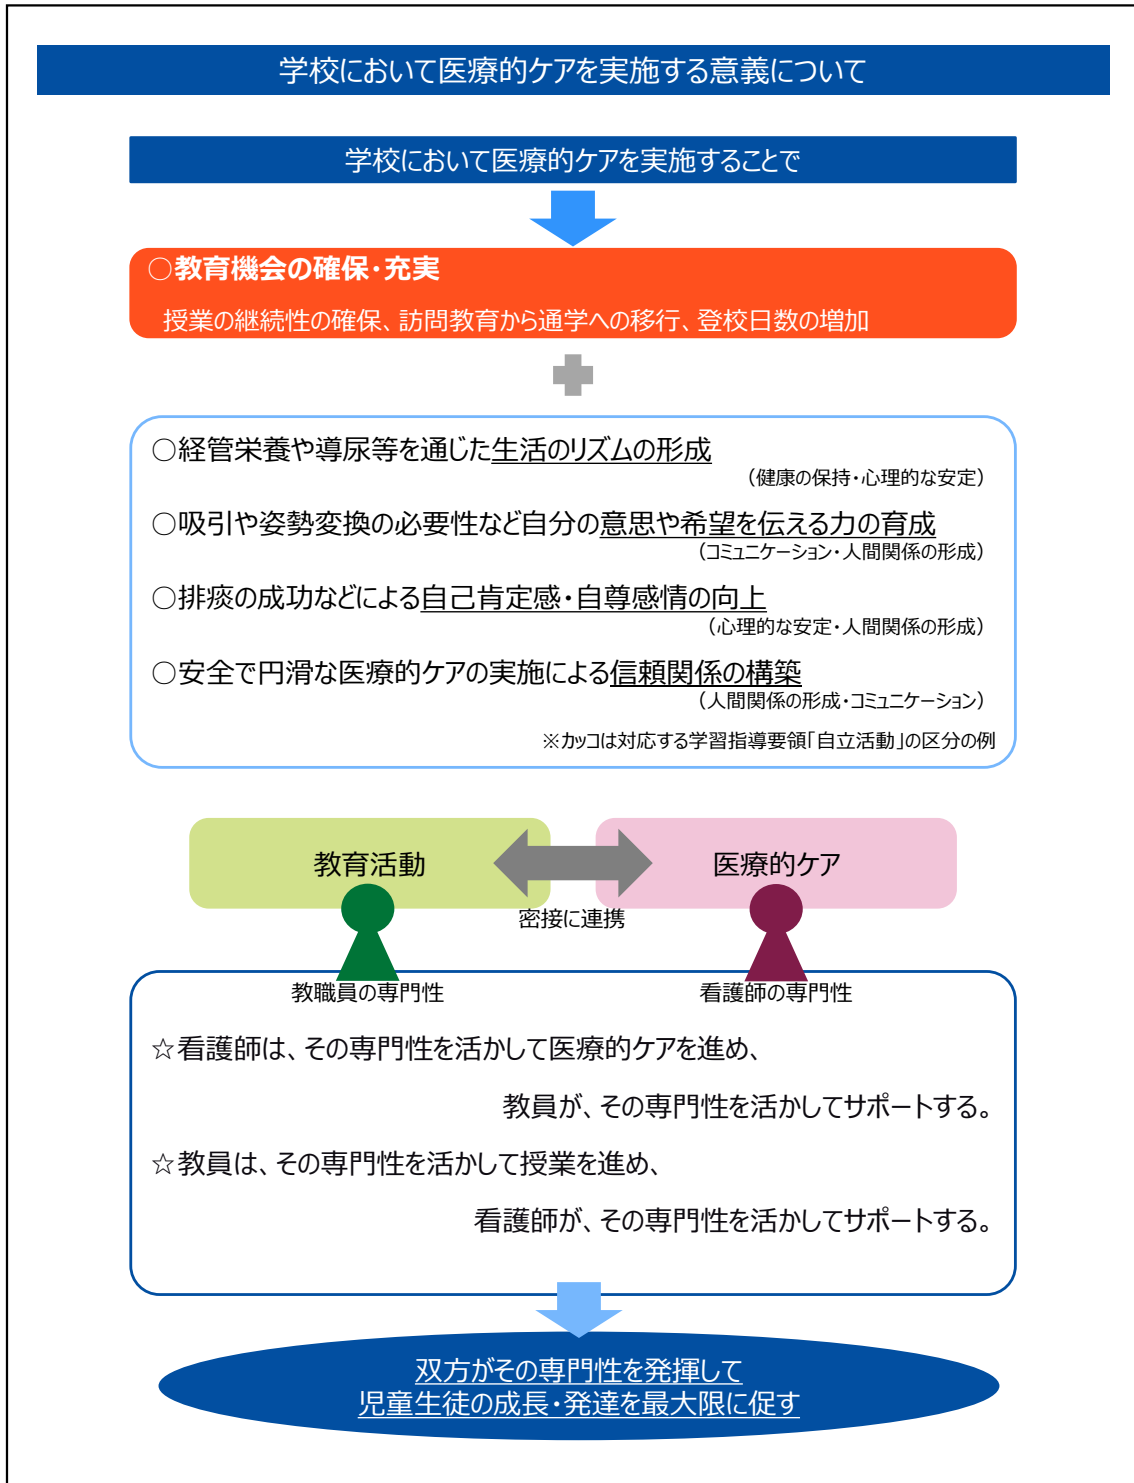 学校において医療的ケアを実施する意義について
学校において医療的ケアを実施することで
○教育機会の確保・充実
授業の継続性の確保、訪問教育から通学への移行、登校日数の増加
○経管栄養や導尿等を通じた生活のリズムの形成
（健康の保持・心理的な安定）
○吸引や姿勢変換の必要性など自分の意思や希望を伝える力の育成
（コミュニケーション・人間関係の形成）
○排痰の成功などによる自己肯定感・自尊感情の向上
（心理的な安定・人間関係の形成）
○安全で円滑な医療的ケアの実施による信頼関係の構築
（人間関係の形成・コミュニケーション）
※カッコは対応する学習指導要領「自立活動」の区分の例
教育活動
医療的ケア
密接に連携
教職員の専門性
看護師の専門性
☆看護師は、その専門性を活かして医療的ケアを進め、
教員が、その専門性を活かしてサポートする。
☆教員は、その専門性を活かして授業を進め、
看護師が、その専門性を活かしてサポートする。
双方がその専門性を発揮して
児童生徒の成長・発達を最大限に促す